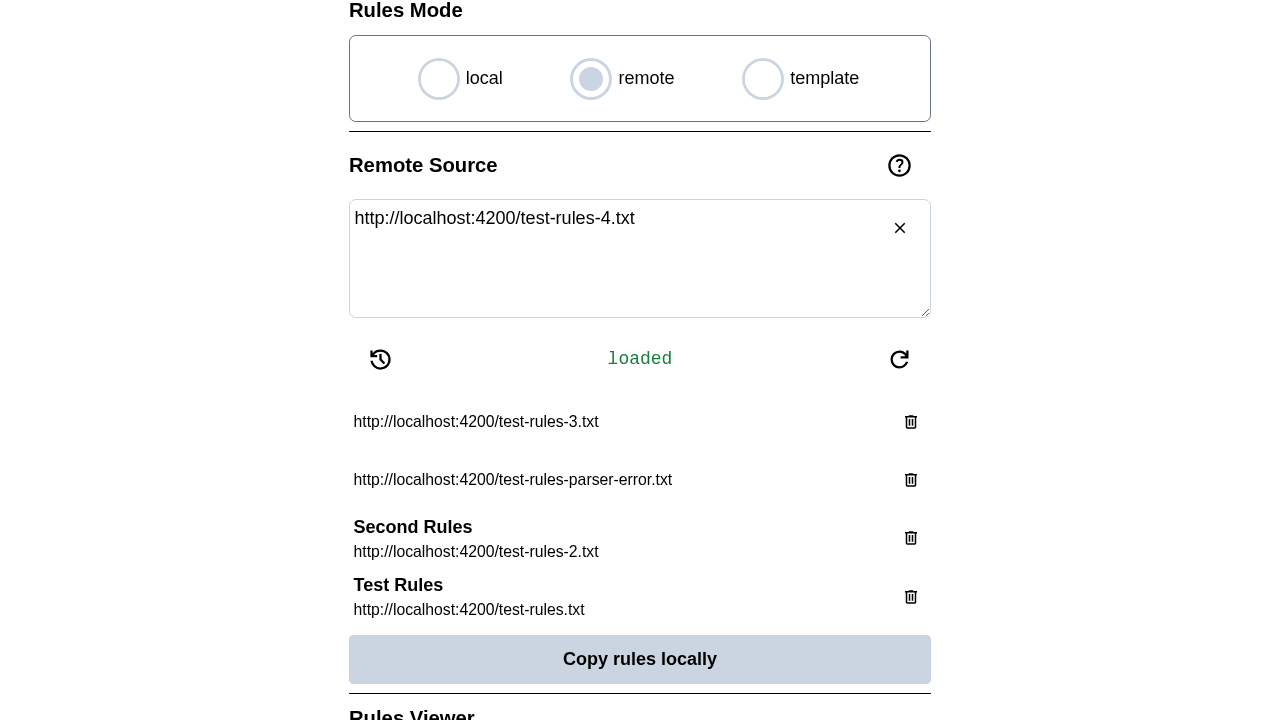 Rules Mode
local
remote
template
Remote Source
http://localhost:4200/test-rules-4.txt
loaded
http://localhost:4200/test-rules-3.txt
http://localhost:4200/test-rules-parser-error.txt
Second Rules
http://localhost:4200/test-rules-2.txt
Test Rules
http://localhost:4200/test-rules.txt
Copy rules locally
Rules Viewer